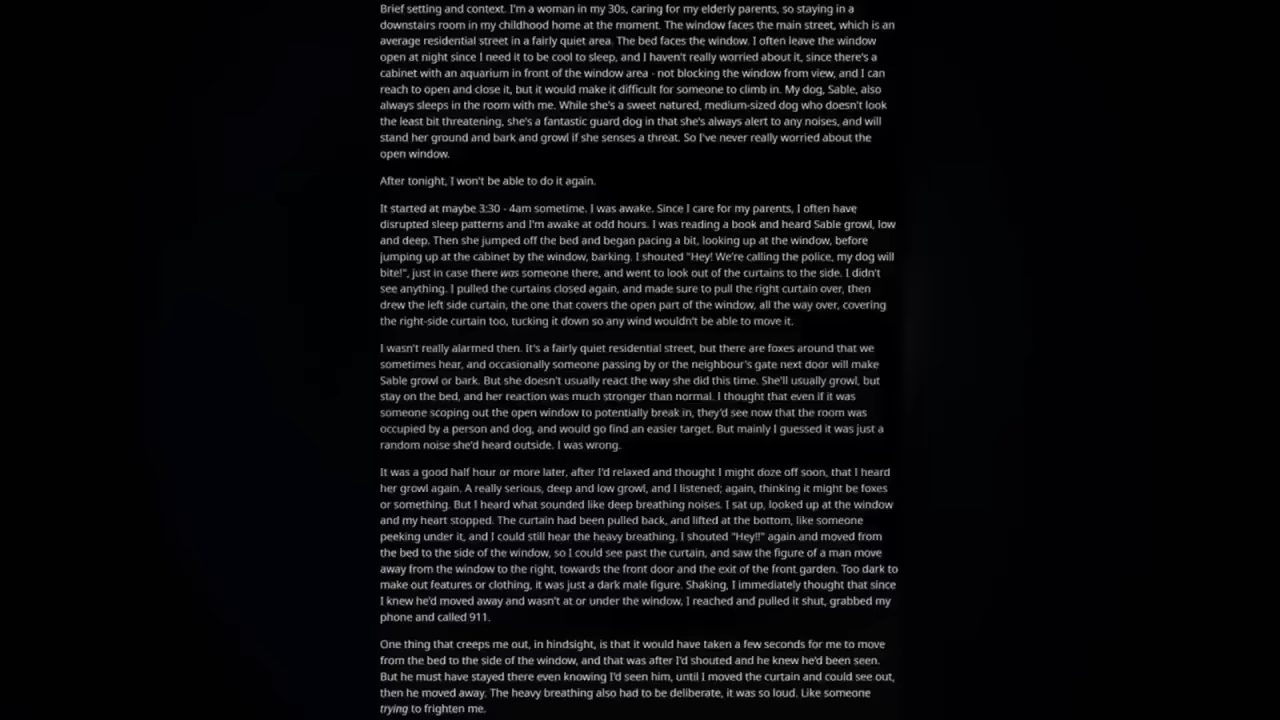 Brief setting and context. I'm a woman in my 30s, caring for my elderly parents, so staying in a
downstairs room in my childhood home at the moment. The window faces the main street, which is an
average residential street in a fairly quiet area. The bed faces the window. I often leave the window
open at night since I need it to be cool to sleep, and I haven't really worried about it, since there's a
cabinet with an aquarium in front of the window area - not blocking the window from view, and I can
reach to open and close it, but it would make it difficult for someone to climb in. My dog, Sable, also
always sleeps in the room with me. While she's a sweet natured, medium-sized dog who doesn't look
the least bit threatening, she's a fantastic guard dog in that she's always alert to any noises, and will
stand her ground and bark and growl if she senses a threat. So I've never really worried about the
open window.
After tonight, I won't be able to do it again.
It started at maybe 3:30 - 4am sometime. I was awake. Since I care for my parents, I often have
disrupted sleep patterns and I'm awake at odd hours. I was reading a book and heard Sable growl, low
and deep. Then she jumped off the bed and began pacing a bit, looking up at the window, before
jumping up at the cabinet by the window, barking. I shouted "Hey! We're calling the police, my dog will
bite!", just in case there was someone there, and went to look out of the curtains to the side. I didn't
see anything. I pulled the curtains closed again, and made sure to pull the right curtain over, then
drew the left side curtain, the one that covers the open part of the window, all the way over, covering
the right-side curtain too, tucking it down so any wind wouldn't be able to move it.
I wasn't really alarmed then. It's a fairly quiet residential street, but there are foxes around that we
sometimes hear, and occasionally someone passing by or the neighbour's gate next door will make
Sable growl or bark. But she doesn't usually react the way she did this time. She'll usually growl, but
stay on the bed, and her reaction was much stronger than normal. I thought that even if it was
someone scoping out the open window to potentially break in, they'd see now that the room was
occupied by a person and dog, and would go find an easier target. But mainly I guessed it was just a
random noise she'd heard outside. I was wrong.
It was a good half hour or more later, after I'd relaxed and thought I might doze off soon, that I heard
her growl again. A really serious, deep and low growl, and I listened; again, thinking it might be foxes
or something. But I heard what sounded like deep breathing noises. I sat up, looked up at the window
and my heart stopped. The curtain had been pulled back, and lifted at the bottom, like someone
peeking under it, and I could still hear the heavy breathing. I shouted "Hey!!" again and moved from
the bed to the side of the window, so I could see past the curtain, and saw the figure of a man move
away from the window to the right, towards the front door and the exit of the front garden. Too dark to
make out features or clothing, it was just a dark male figure. Shaking, I immediately thought that since
I knew he'd moved away and wasn't at or under the window, I reached and pulled it shut, grabbed my
phone and called 911.
One thing that creeps me out, in hindsight, is that it would have taken a few seconds for me to move
from the bed to the side of the window, and that was after I'd shouted and he knew he'd been seen.
But he must have stayed there even knowing I'd seen him, until I moved the curtain and could see out,
then he moved away. The heavy breathing also had to be deliberate, it was so loud. Like someone
trying to frighten me.